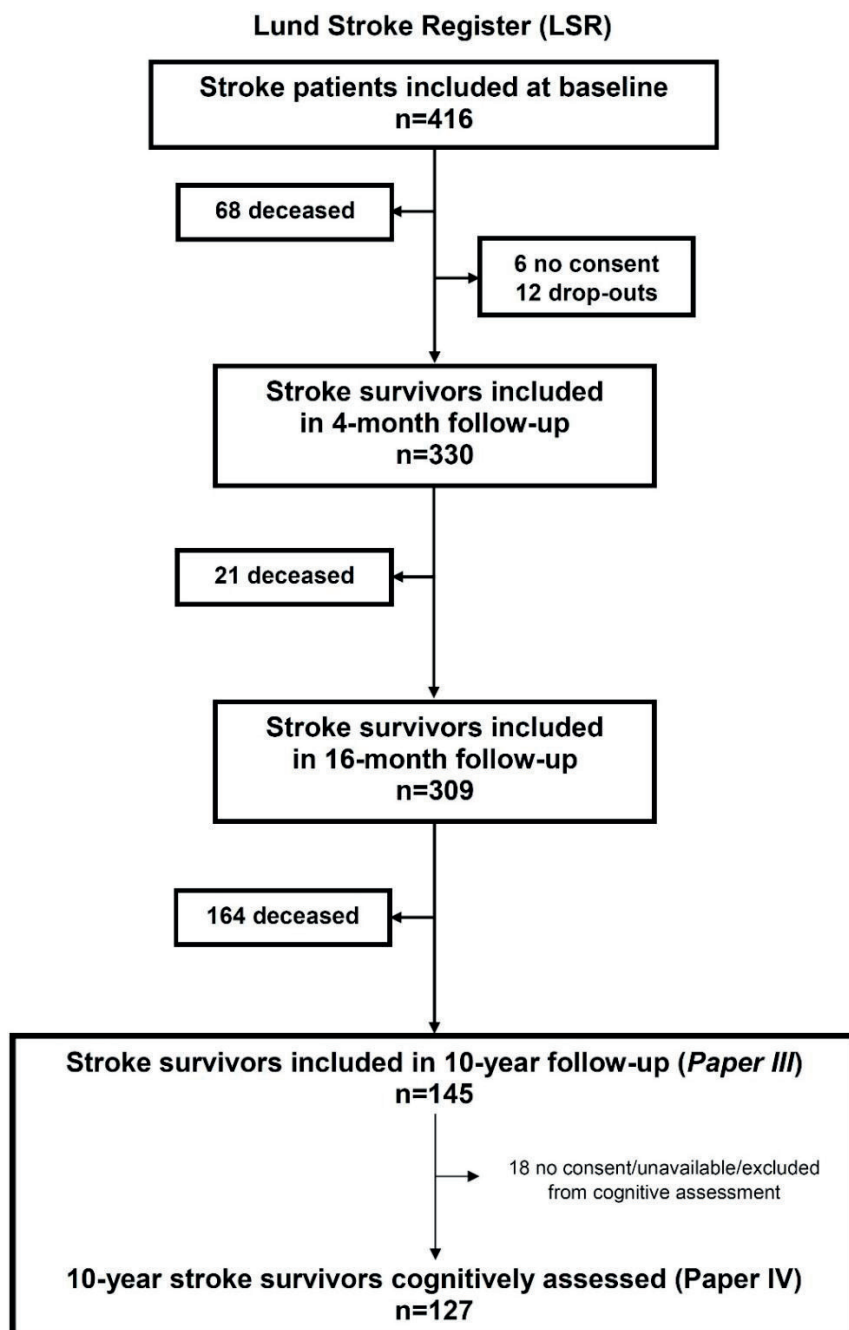 Lund Stroke Register (LSR)
Stroke patients included at baseline
n=416
68 deceased
6 no consent
12 drop-outs
Stroke survivors included
in 4-month follow-up
n=330
21 deceased
Stroke survivors included
in 16-month follow-up
n=309
164 deceased
Stroke survivors included in 10-year follow-up (Paper III)
n=145
18 no consent/unavailable/excluded
from cognitive assessment
10-year stroke survivors cognitively assessed (Paper IV)
n=127